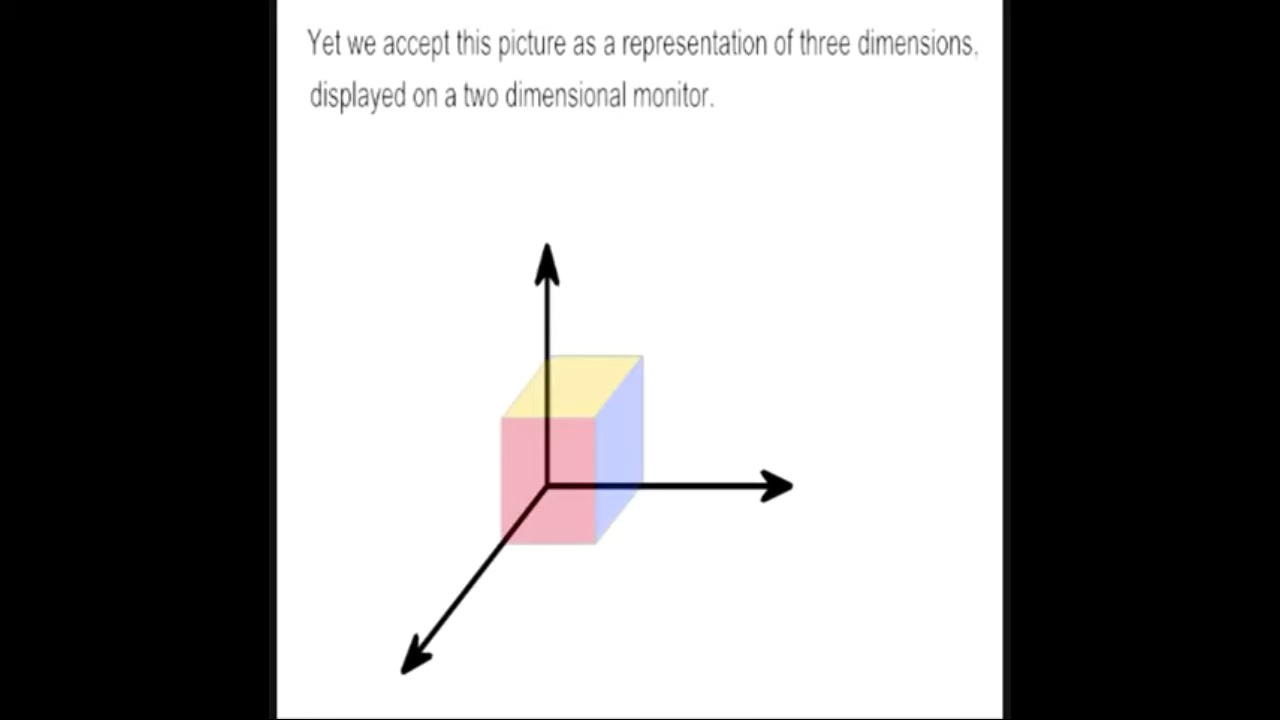 Yet we accept this picture as a representation of three dimensions,
displayed on a two dimensional monitor.